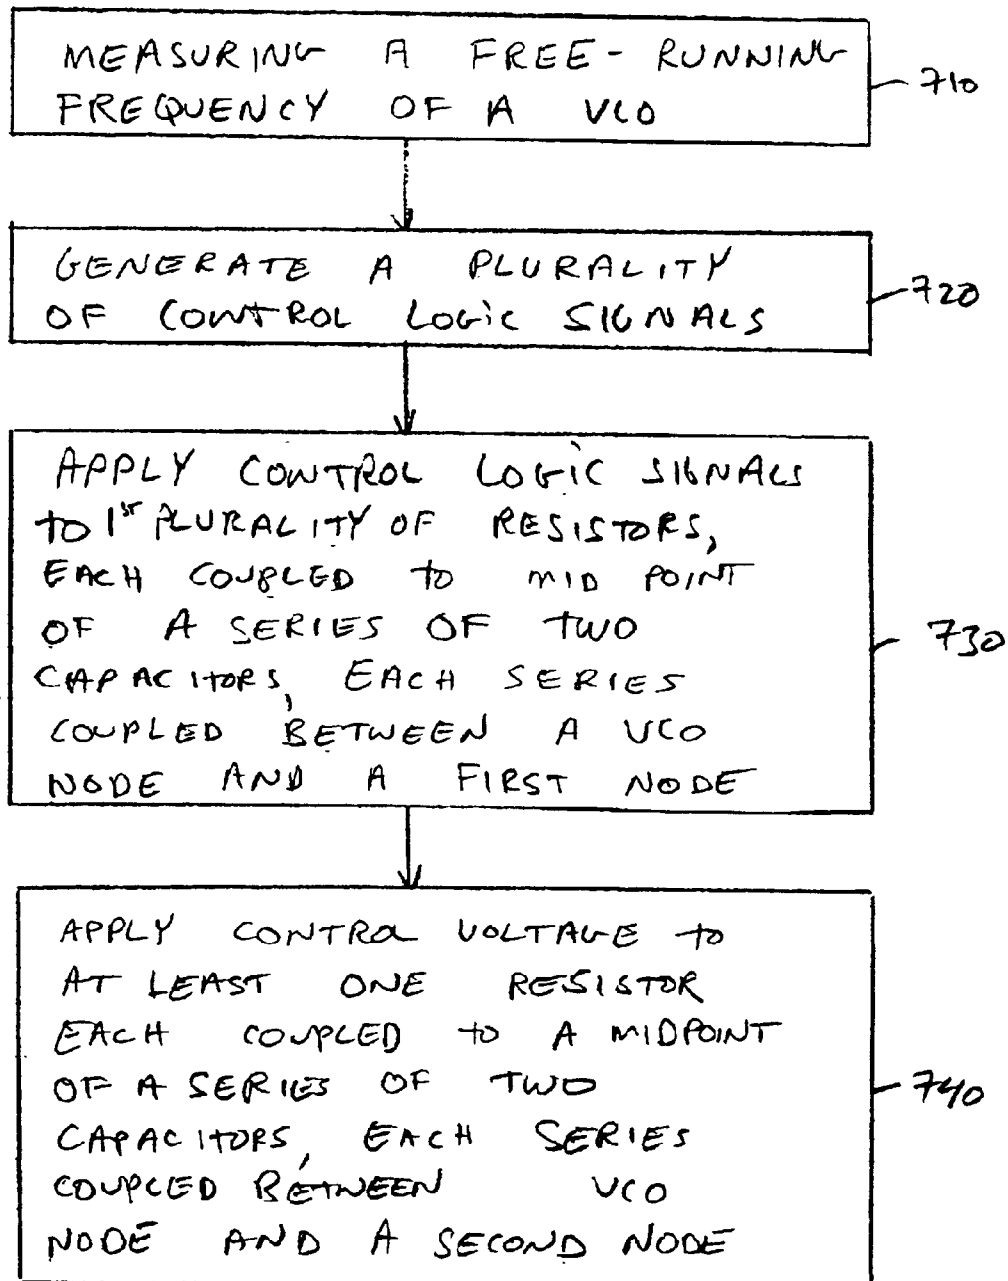 MEASURING A FREE-RUNNING
FREQUENCY OF A VCO
710
GENERATE A PLURALITY
OF CONTROL LOGIC SIGNALS
720
APPLY CONTROL LOGIC SIGNALS
to 1ST PLURALITY OF RESISTORS,
EACH COUPLED to MID POINT
OF A SERIES OF TWO
CAPACITORS, EACH SERIES
COUPLED BETWEEN A VCO
NODE AND A FIRST NODE
730
APPLY CONTROL VOLTAGE to
AT LEAST ONE RESISTOR
EACH COUPLED to A MIDPOINT
OF A SERIES OF TWO
CAPACITORS, EACH SERIES
COUPLED BETWEEN VCO
NODE AND A SECOND NODE
740